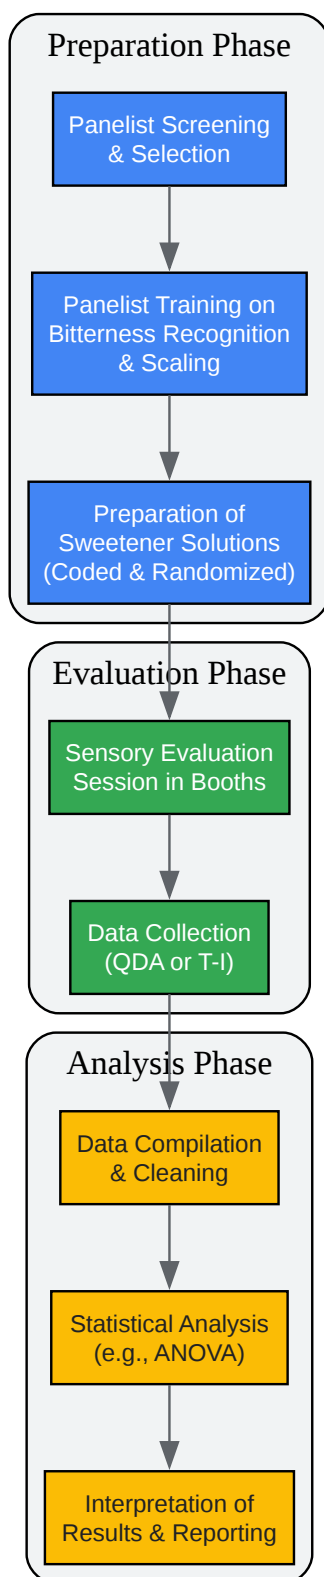 Preparation Phase
Panelist Screening
& Selection
Panelist Training on
Bitterness Recognition
& Scaling
Preparation of
Sweetener Solutions
(Coded & Randomized)
Evaluation Phase
Sensory Evaluation
Session in Booths
Data Collection
(QDA or T-I)
Analysis Phase
Data Compilation
& Cleaning
Statistical Analysis
(e.g., ANOVA)
Interpretation of
Results & Reporting